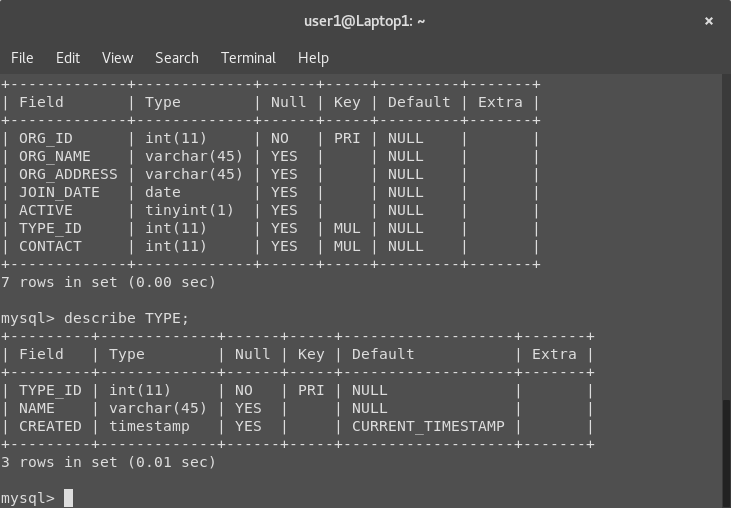 user1@Laptop1: ~
×
File Edit View Search Terminal Help
+-------------+-------------+------+-----+---------+-------+
| Field       | Type        | Null | Key | Default | Extra |
+-------------+-------------+------+-----+---------+-------+
| ORG_ID      | int(11)     | NO   | PRI | NULL    |       |
| ORG_NAME    | varchar(45) | YES  |     | NULL    |       |
| ORG_ADDRESS | varchar(45) | YES  |     | NULL    |       |
| JOIN_DATE   | date        | YES  |     | NULL    |       |
| ACTIVE      | tinyint(1)  | YES  |     | NULL    |       |
| TYPE_ID     | int(11)     | YES  | MUL | NULL    |       |
| CONTACT     | int(11)     | YES  | MUL | NULL    |       |
+-------------+-------------+------+-----+---------+-------+
7 rows in set (0.00 sec)

mysql> describe TYPE;
+---------+-------------+------+-----+-------------------+-------+
| Field   | Type        | Null | Key | Default           | Extra |
+---------+-------------+------+-----+-------------------+-------+
| TYPE_ID | int(11)     | NO   | PRI | NULL              |       |
| NAME    | varchar(45) | YES  |     | NULL              |       |
| CREATED | timestamp   | YES  |     | CURRENT_TIMESTAMP |       |
+---------+-------------+------+-----+-------------------+-------+
3 rows in set (0.01 sec)

mysql>